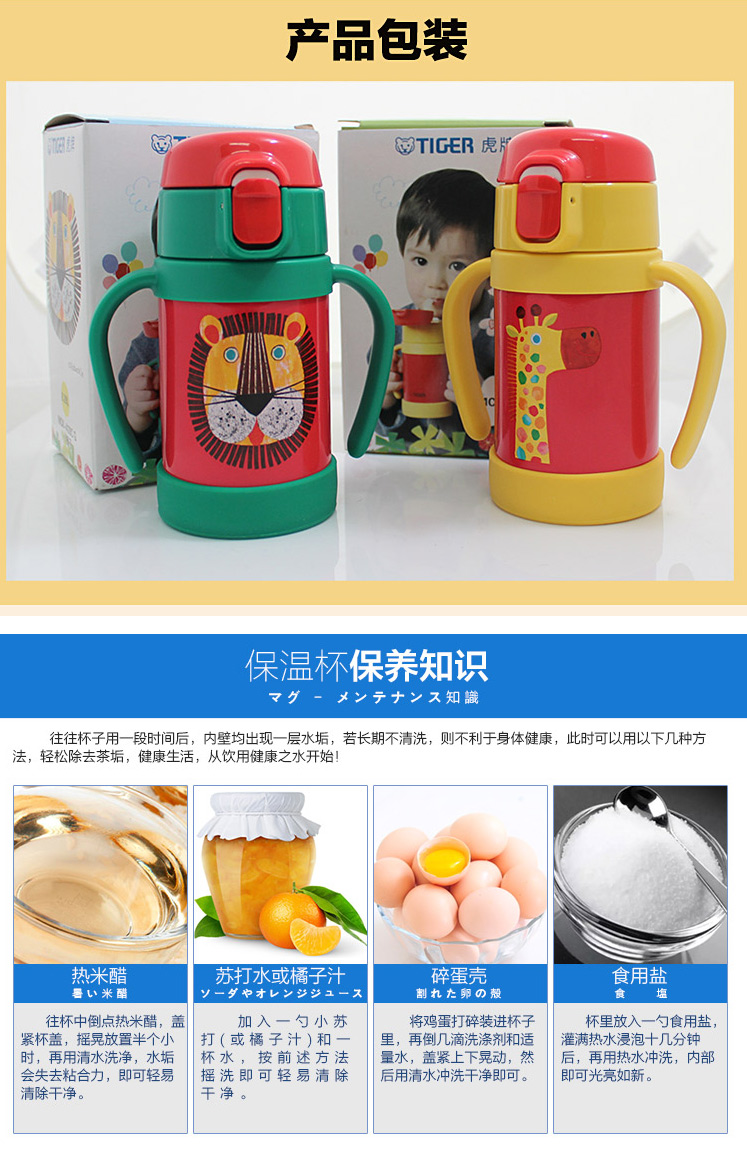 产品包装
TIGER 虎牌
TIGER 虎牌
保温杯保养知识
マグ - メンテナンス知識
往往杯子用一段时间后，内壁均出现一层水垢，若长期不清洗，则不利于身体健康，此时可以用以下几种方
法，轻松除去茶垢，健康生活，从饮用健康之水开始!
热米醋
暑い米醋
往杯中倒点热米醋，盖
紧杯盖，摇晃放置半个小
时，再用清水洗净，水垢
会失去粘合力，即可轻易
清除干净。
苏打水或橘子汁
ソーダやオレンジジュース
加入一勺小苏
打(或橘子汁)和一
杯水，按前述方法
摇洗即可轻易清除
干净。
碎蛋壳
割れた卵の殻
将鸡蛋打碎装进杯子
里，再倒几滴洗涤剂和适
量水，盖紧上下晃动，然
后用清水冲洗干净即可。
食用盐
食 塩
杯里放入一勺食用盐，
灌满热水浸泡十几分钟
后，再用热水冲洗，内部
即可光亮如新。